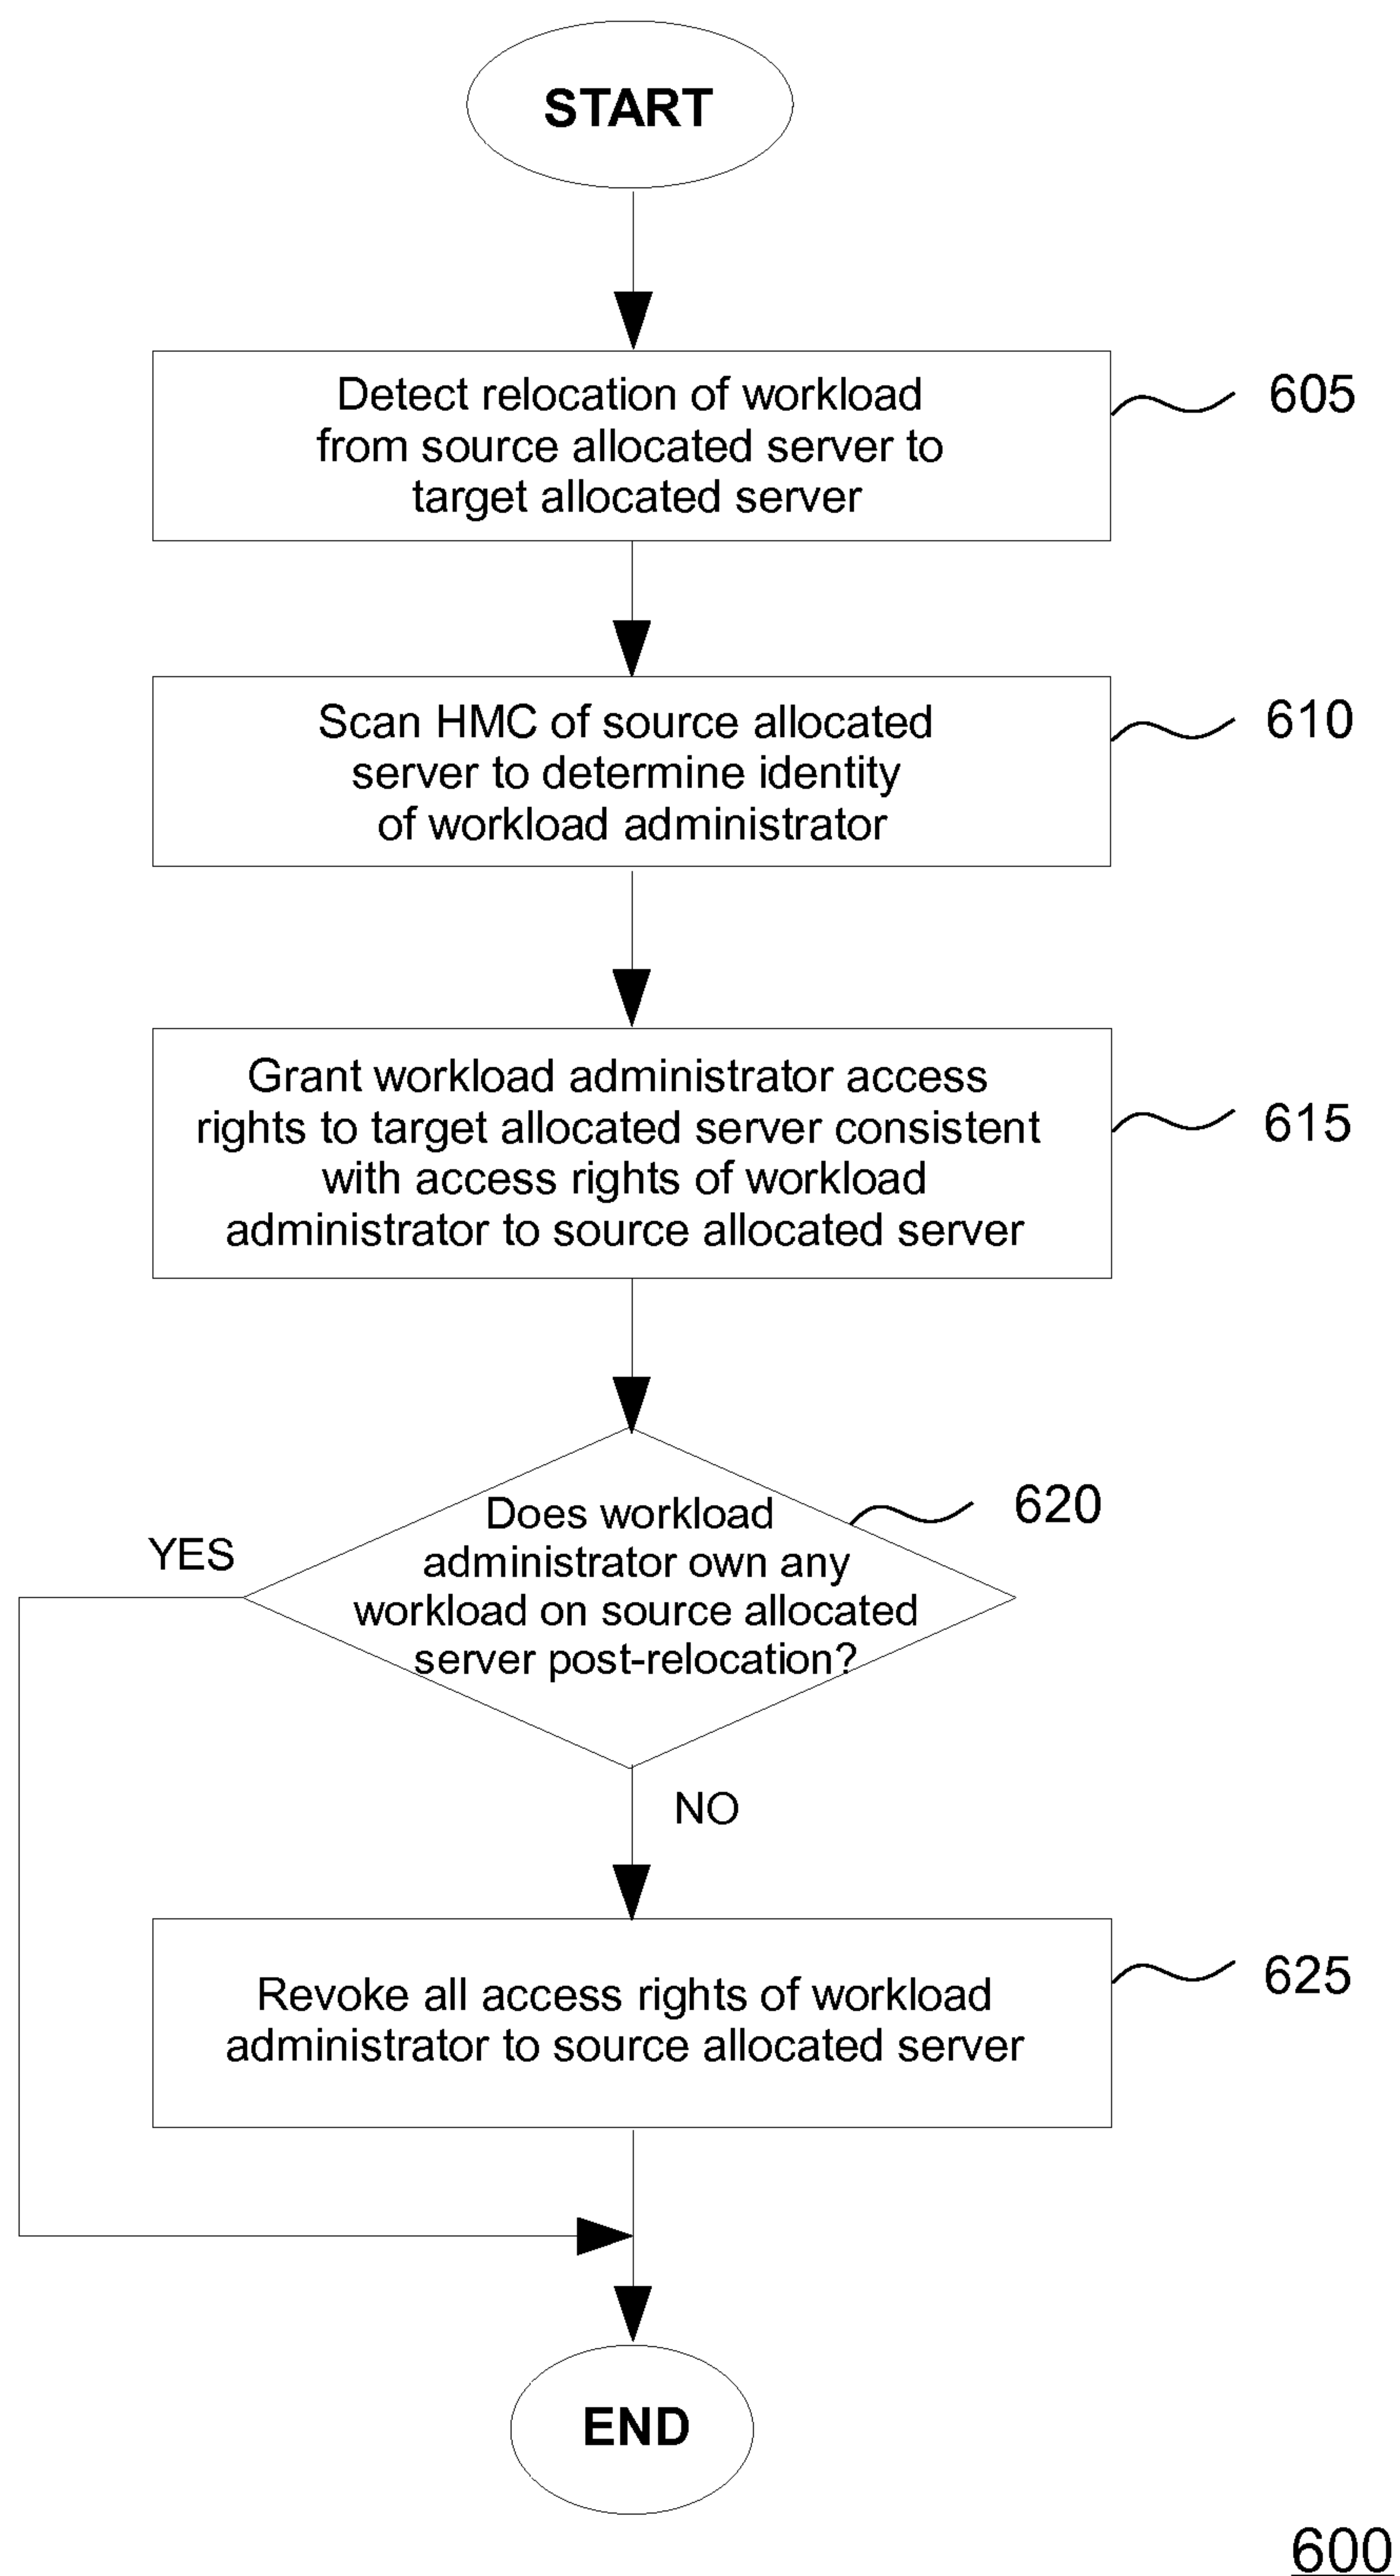 START
Detect relocation of workload
from source allocated server to
target allocated server
605
Scan HMC of source allocated
server to determine identity
of workload administrator
610
Grant workload administrator access
rights to target allocated server consistent
with access rights of workload
administrator to source allocated server
615
Does workload
administrator own any
workload on source allocated
server post-relocation?
620
YES
NO
Revoke all access rights of workload
administrator to source allocated server
625
END
600